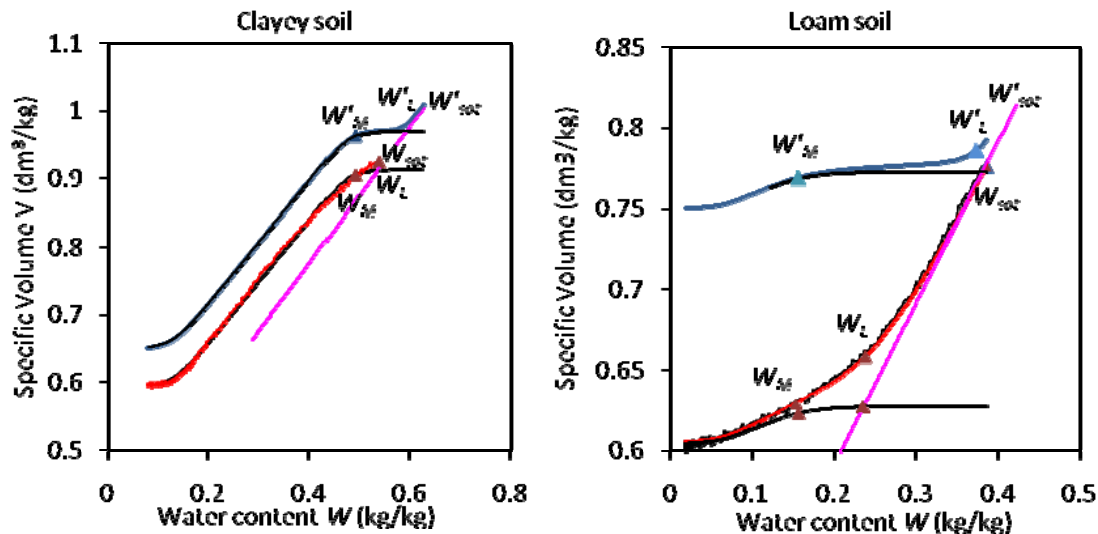 Clayey soil
Specific Volume V (dm³/kg)
1.1
1
0.9
0.8
0.7
0.6
0.5
0
0.2
0.4
0.6
0.8
Water content W (kg/kg)
W'M
W'L
W'sat
Wsat
WL
WM
Loam soil
Specific Volume (dm3/kg)
0.85
0.8
0.75
0.7
0.65
0.6
0
0.1
0.2
0.3
0.4
0.5
Water content W (kg/kg)
W'sat
W'L
W'M
Wsat
WL
WM